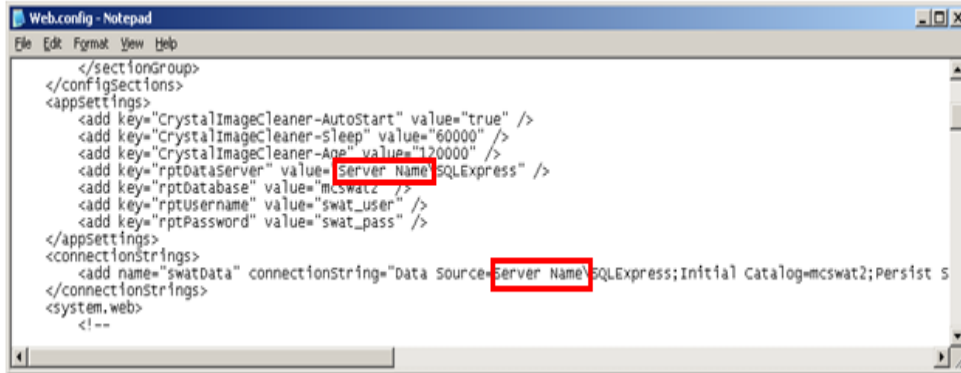 Web.config - Notepad
File Edit Format View Help
</sectionGroup>
</configSections>
<appSettings>
<add key="CrystalImageCleaner-AutoStart" value="true" />
<add key="CrystalImageCleaner-Sleep" value="60000" />
<add key="CrystalImageCleaner-Age" value="120000" />
<add key="rptDataServer" value="Server Name\SQLExpress" />
<add key="rptDatabase" value="mcswat2" />
<add key="rptUsername" value="swat_user" />
<add key="rptPassword" value="swat_pass" />
</appSettings>
<connectionStrings>
<add name="swatData" connectionString="Data Source=Server Name\SQLExpress;Initial Catalog=mcswat2;Persist S
</connectionStrings>
<system.web>
<!--